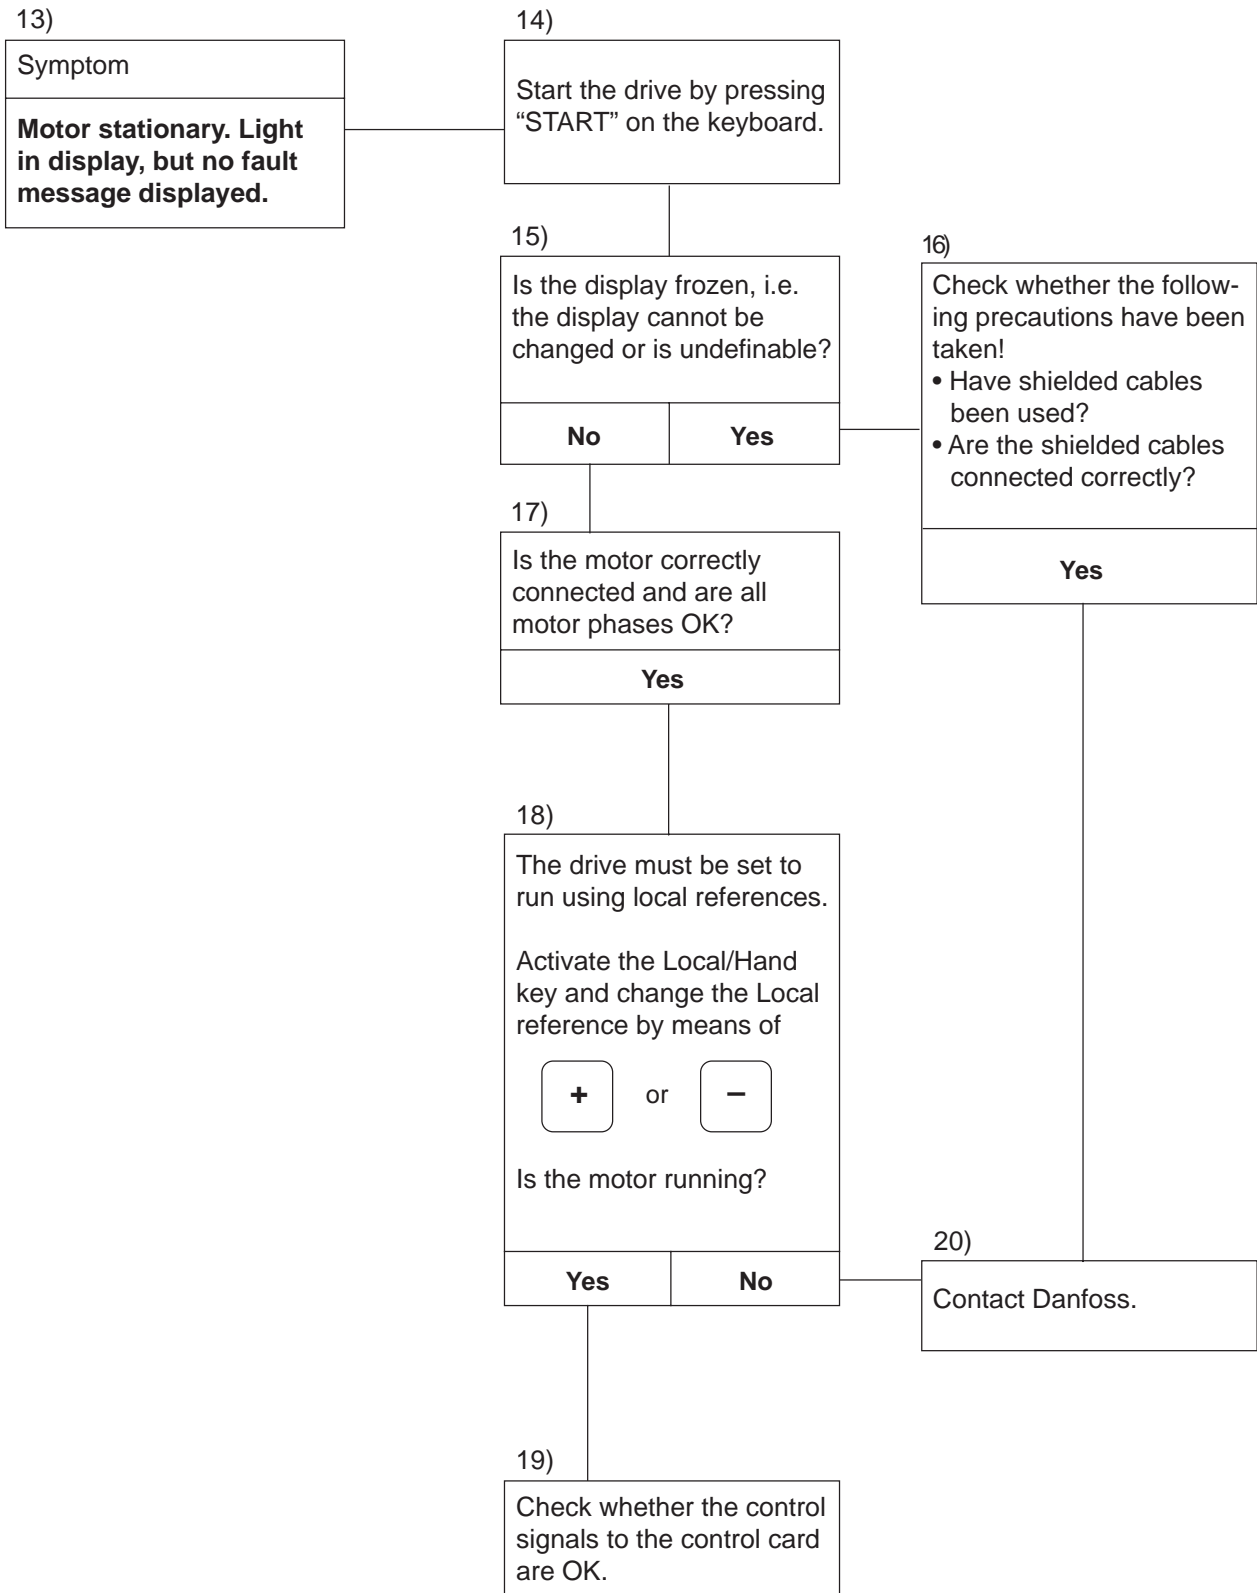 13)
Symptom
Motor stationary. Light
in display, but no fault
message displayed.
14)
Start the drive by pressing
“START” on the keyboard.
15)
Is the display frozen, i.e.
the display cannot be
changed or is undefinable?
No
Yes
16)
Check whether the follow-
ing precautions have been
taken!
• Have shielded cables
been used?
• Are the shielded cables
connected correctly?
Yes
17)
Is the motor correctly
connected and are all
motor phases OK?
Yes
18)
The drive must be set to
run using local references.
Activate the Local/Hand
key and change the Local
reference by means of
+ or –
Is the motor running?
Yes
No
20)
Contact Danfoss.
19)
Check whether the control
signals to the control card
are OK.